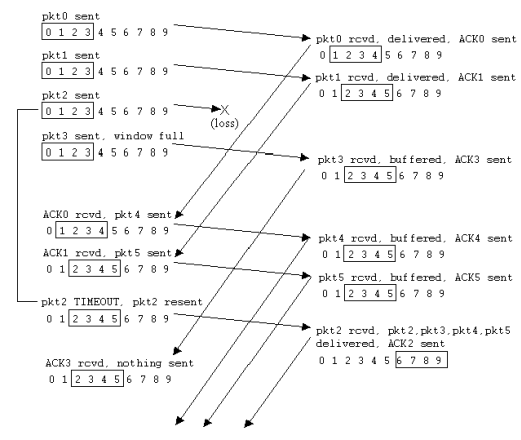 pkt0 sent
0 1 2 3 4 5 6 7 8 9
pkt1 sent
0 1 2 3 4 5 6 7 8 9
pkt2 sent
0 1 2 3 4 5 6 7 8 9
X
(loss)
pkt3 sent, window full
0 1 2 3 4 5 6 7 8 9
ACK0 rcvd, pkt4 sent
0 1 2 3 4 5 6 7 8 9
ACK1 rcvd, pkt5 sent
0 1 2 3 4 5 6 7 8 9
pkt2 TIMEOUT, pkt2 resent
0 1 2 3 4 5 6 7 8 9
ACK3 rcvd, nothing sent
0 1 2 3 4 5 6 7 8 9
pkt0 rcvd, delivered, ACK0 sent
0 1 2 3 4 5 6 7 8 9
pkt1 rcvd, delivered, ACK1 sent
0 1 2 3 4 5 6 7 8 9
pkt3 rcvd, buffered, ACK3 sent
0 1 2 3 4 5 6 7 8 9
pkt4 rcvd, buffered, ACK4 sent
0 1 2 3 4 5 6 7 8 9
pkt5 rcvd, buffered, ACK5 sent
0 1 2 3 4 5 6 7 8 9
pkt2 rcvd, pkt2,pkt3,pkt4,pkt5
delivered, ACK2 sent
0 1 2 3 4 5 6 7 8 9